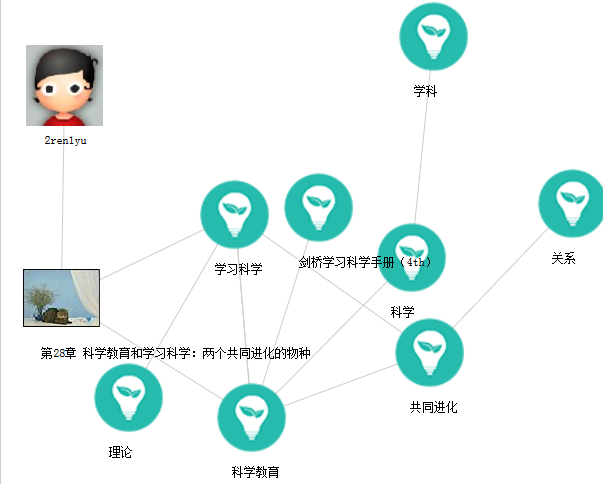 学科
2ren1yu
关系
学习科学
剑桥学习科学手册（4th）
科学
第28章 科学教育和学习科学：两个共同进化的物种
共同进化
理论
科学教育